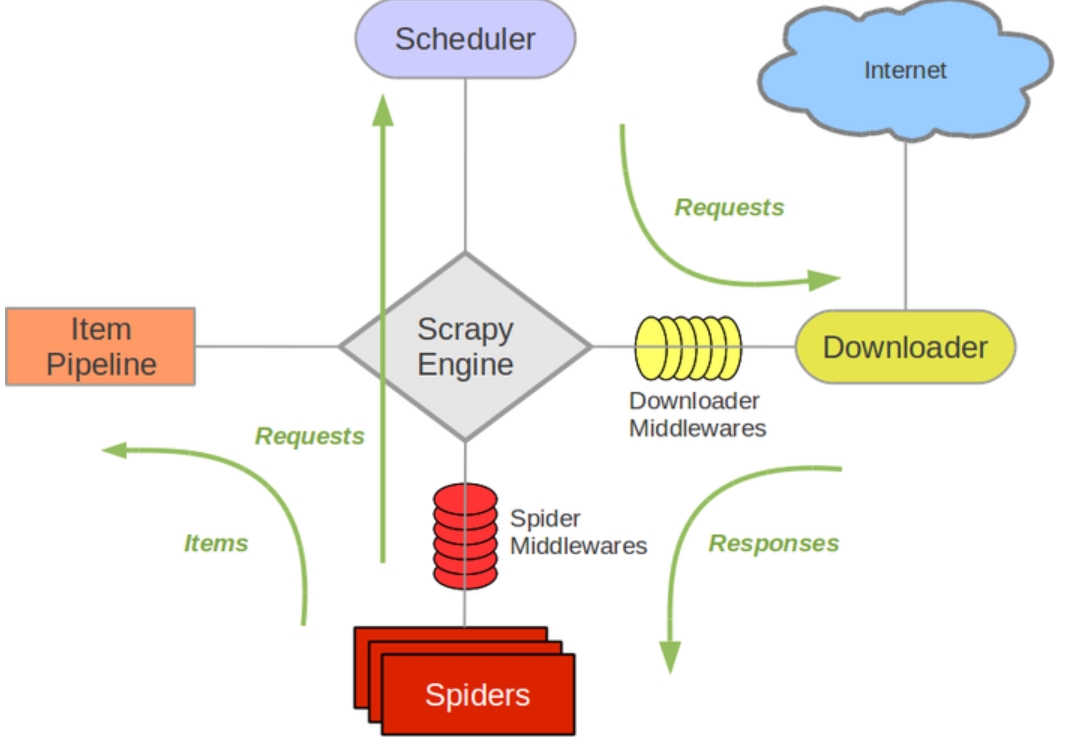 Scheduler
Internet
Requests
Item
Pipeline
Scrapy
Engine
Downloader
Downloader
Middlewares
Requests
Items
Spider
Middlewares
Responses
Spiders